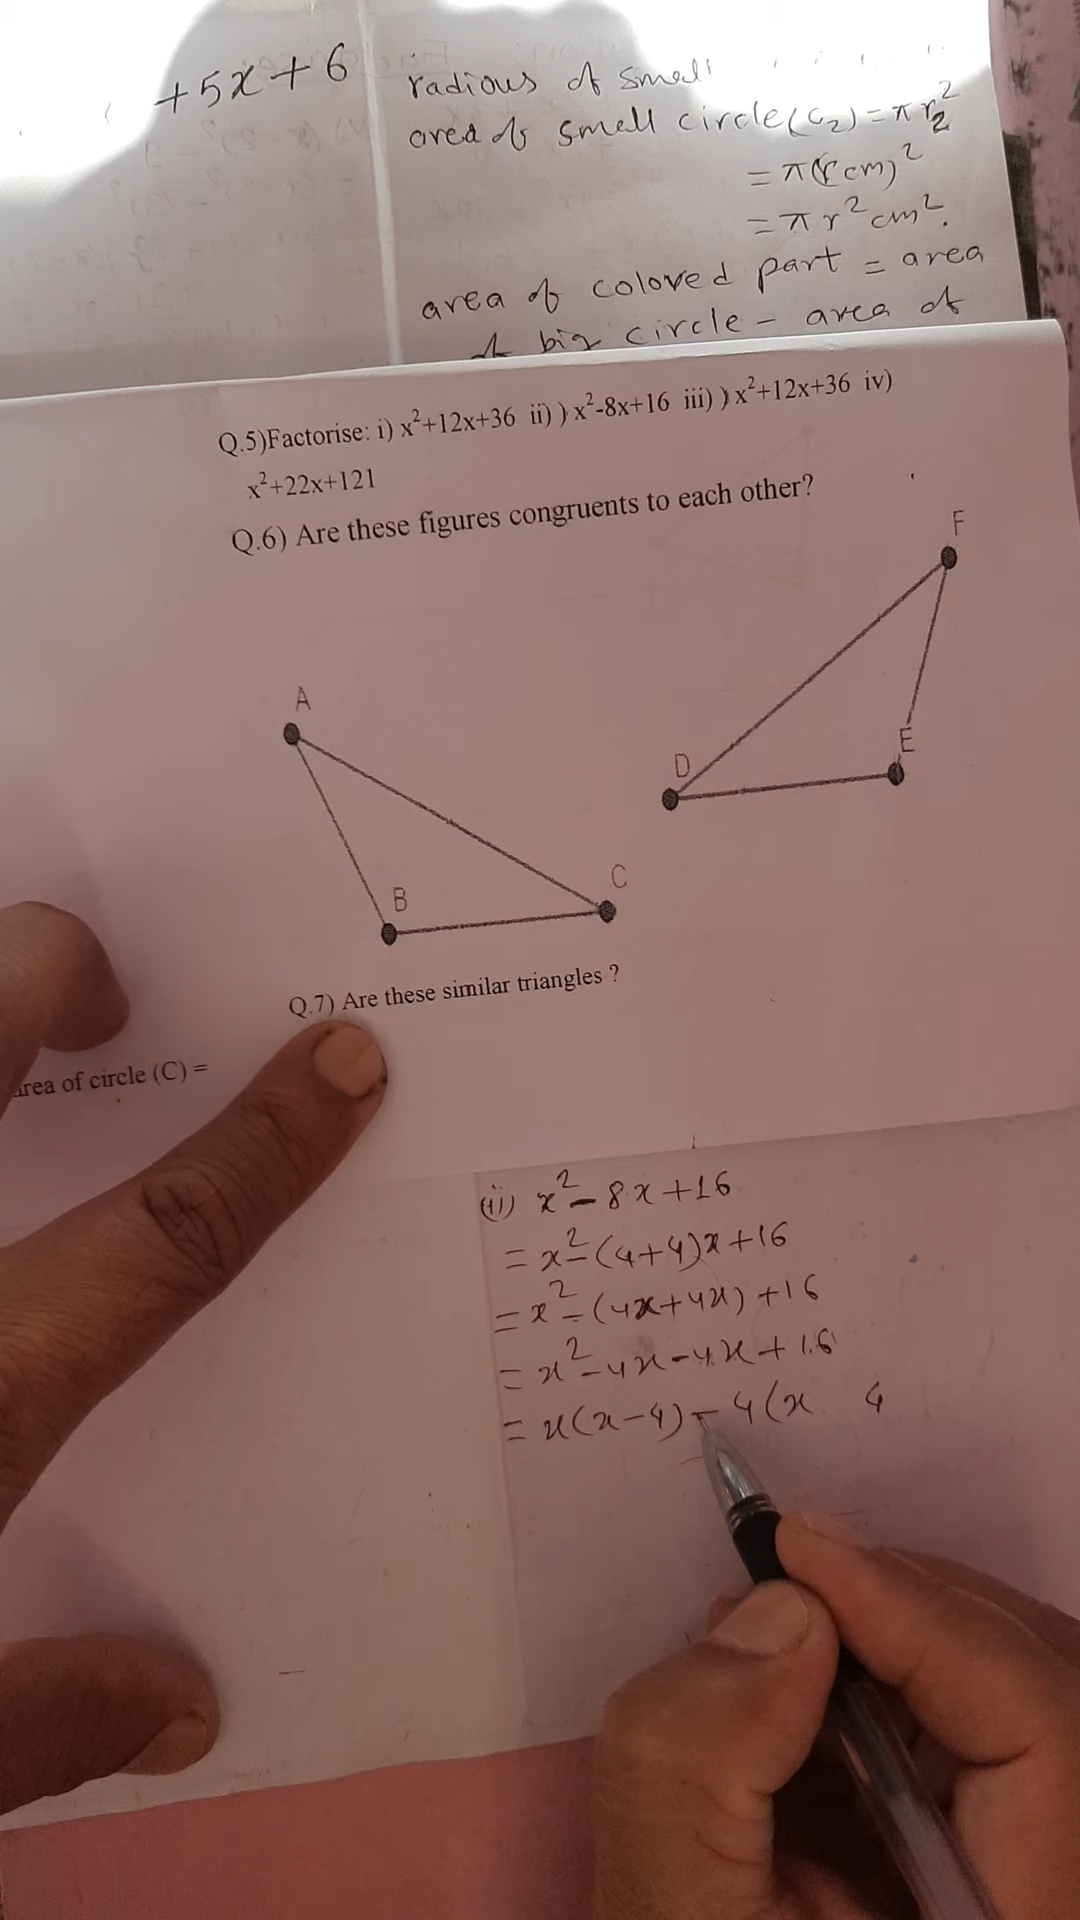 +5x+6
radious of small
area of small circle(c₂)=πr₂²
=π(r cm)²
=πr² cm².
area of colored part = area
of big circle - area of
Q.5)Factorise: i) x²+12x+36 ii) ) x²-8x+16 iii) ) x²+12x+36 iv)
x²+22x+121
Q.6) Are these figures congruents to each other?
F
A
D
E
B
C
Q.7) Are these similar triangles ?
area of circle (C) =
(ii) x²-8x+16
=x²-(4+4)x+16
=x²-(4x+4x)+16
=x²-4x-4x+16
=x(x-4)-4(x 4